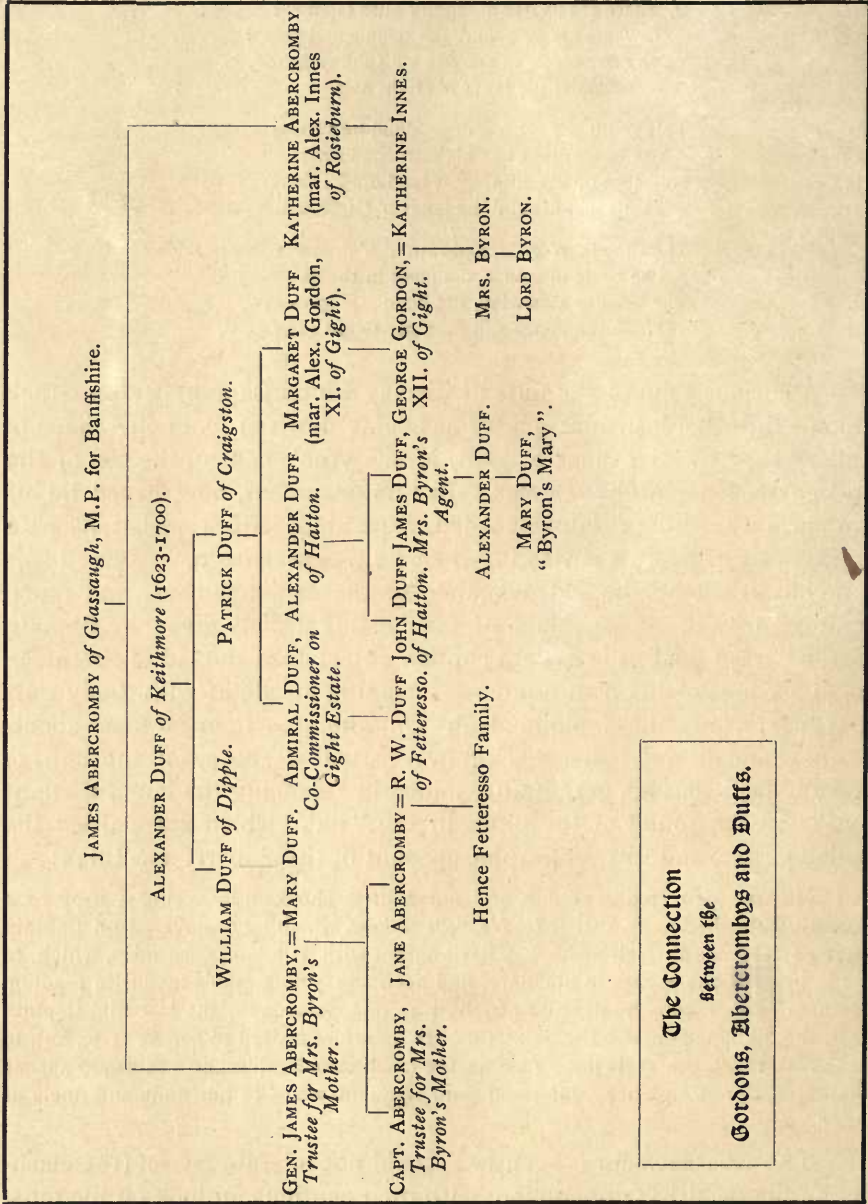 JAMES ABERCROMBY of Glassaugh, M.P. for Banffshire.
ALEXANDER DUFF of Keithmore (1623-1700).
WILLIAM DUFF of Dipple.
PATRICK DUFF of Craigston.
GEN. JAMES ABERCROMBY, = MARY DUFF.
Trustee for Mrs. Byron's
Mother.
ADMIRAL DUFF,
Co-Commissioner on
Gight Estate.
ALEXANDER DUFF
of Hatton.
MARGARET DUFF
(mar. Alex. Gordon,
XI. of Gight).
KATHERINE ABERCROMBY
(mar. Alex. Innes
of Rosieburn).
CAPT. ABERCROMBY,
Trustee for Mrs.
Byron's Mother.
JANE ABERCROMBY = R. W. DUFF
of Fetteresso.
JOHN DUFF
of Hatton.
JAMES DUFF,
Mrs. Byron's
Agent.
GEORGE GORDON, = KATHERINE INNES.
XII. of Gight.
Hence Fetteresso Family.
ALEXANDER DUFF.
MRS. BYRON.
MARY DUFF,
"Byron's Mary".
LORD BYRON.
The Connection
Between the
Gordons, Abercrombys and Duffs.